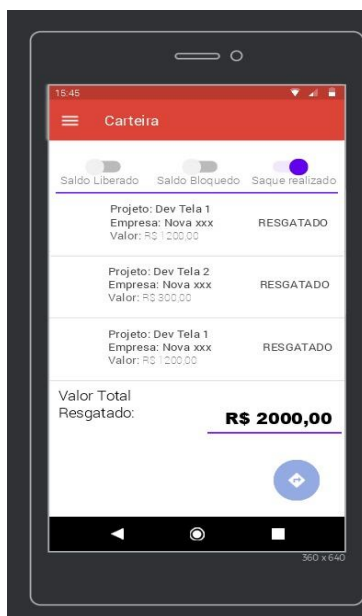 15:45
Carteira
Saldo Liberado Saldo Bloquedo Saque realizado
Projeto: Dev Tela 1
Empresa: Nova xxx RESGATADO
Valor: R$ 1200,00
Projeto: Dev Tela 2
Empresa: Nova xxx RESGATADO
Valor: R$ 300,00
Projeto: Dev Tela 1
Empresa: Nova xxx RESGATADO
Valor: R$ 1200,00
Valor Total
Resgatado: R$ 2000,00
360 x 640